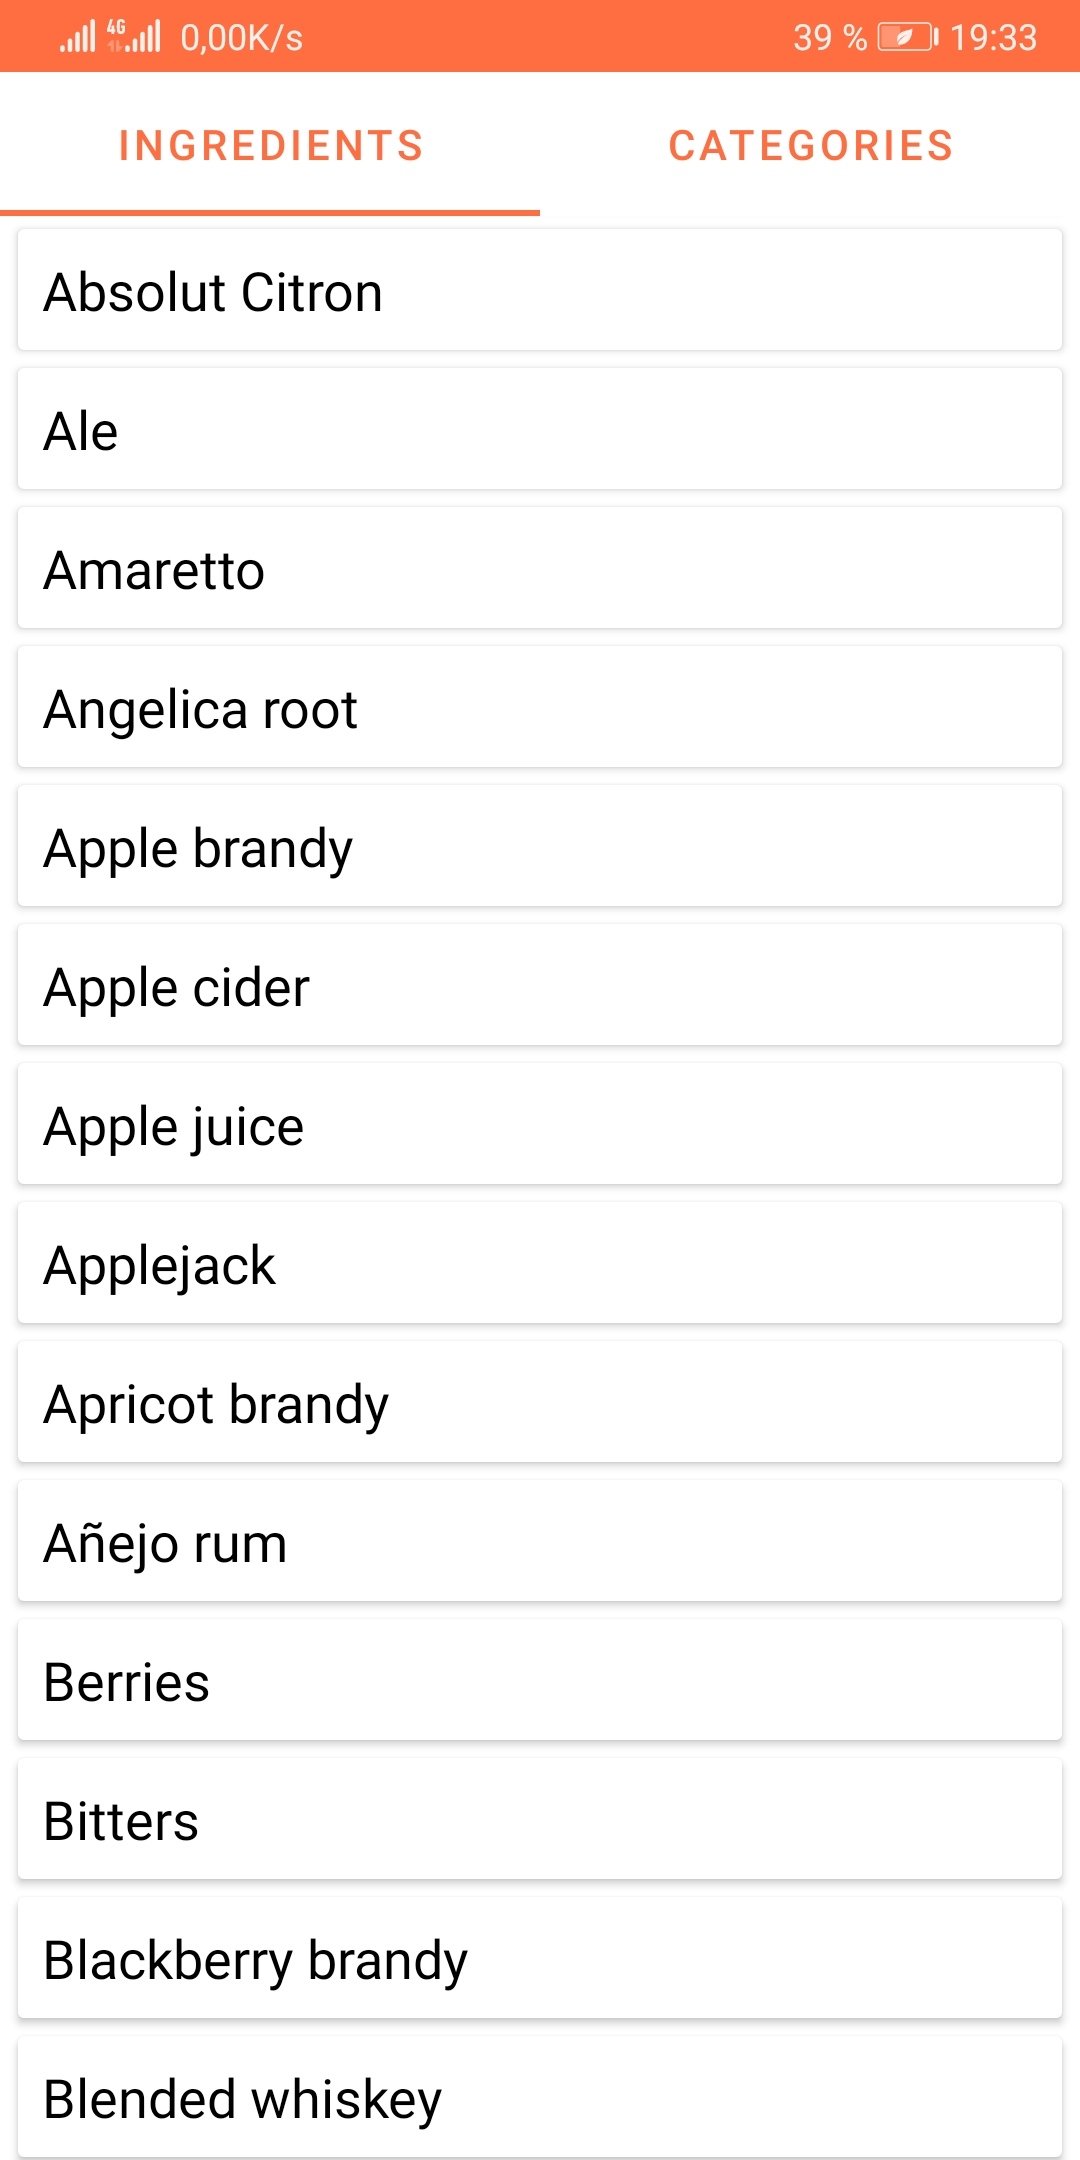 4G 0,00K/s 39 % 19:33
INGREDIENTS CATEGORIES
Absolut Citron
Ale
Amaretto
Angelica root
Apple brandy
Apple cider
Apple juice
Applejack
Apricot brandy
Añejo rum
Berries
Bitters
Blackberry brandy
Blended whiskey